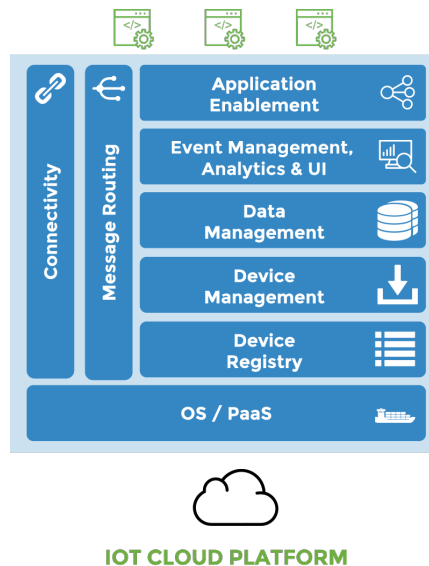 Connectivity
Message Routing
Application
Enablement
Event Management,
Analytics & UI
Data
Management
Device
Management
Device
Registry
OS / PaaS
IOT CLOUD PLATFORM